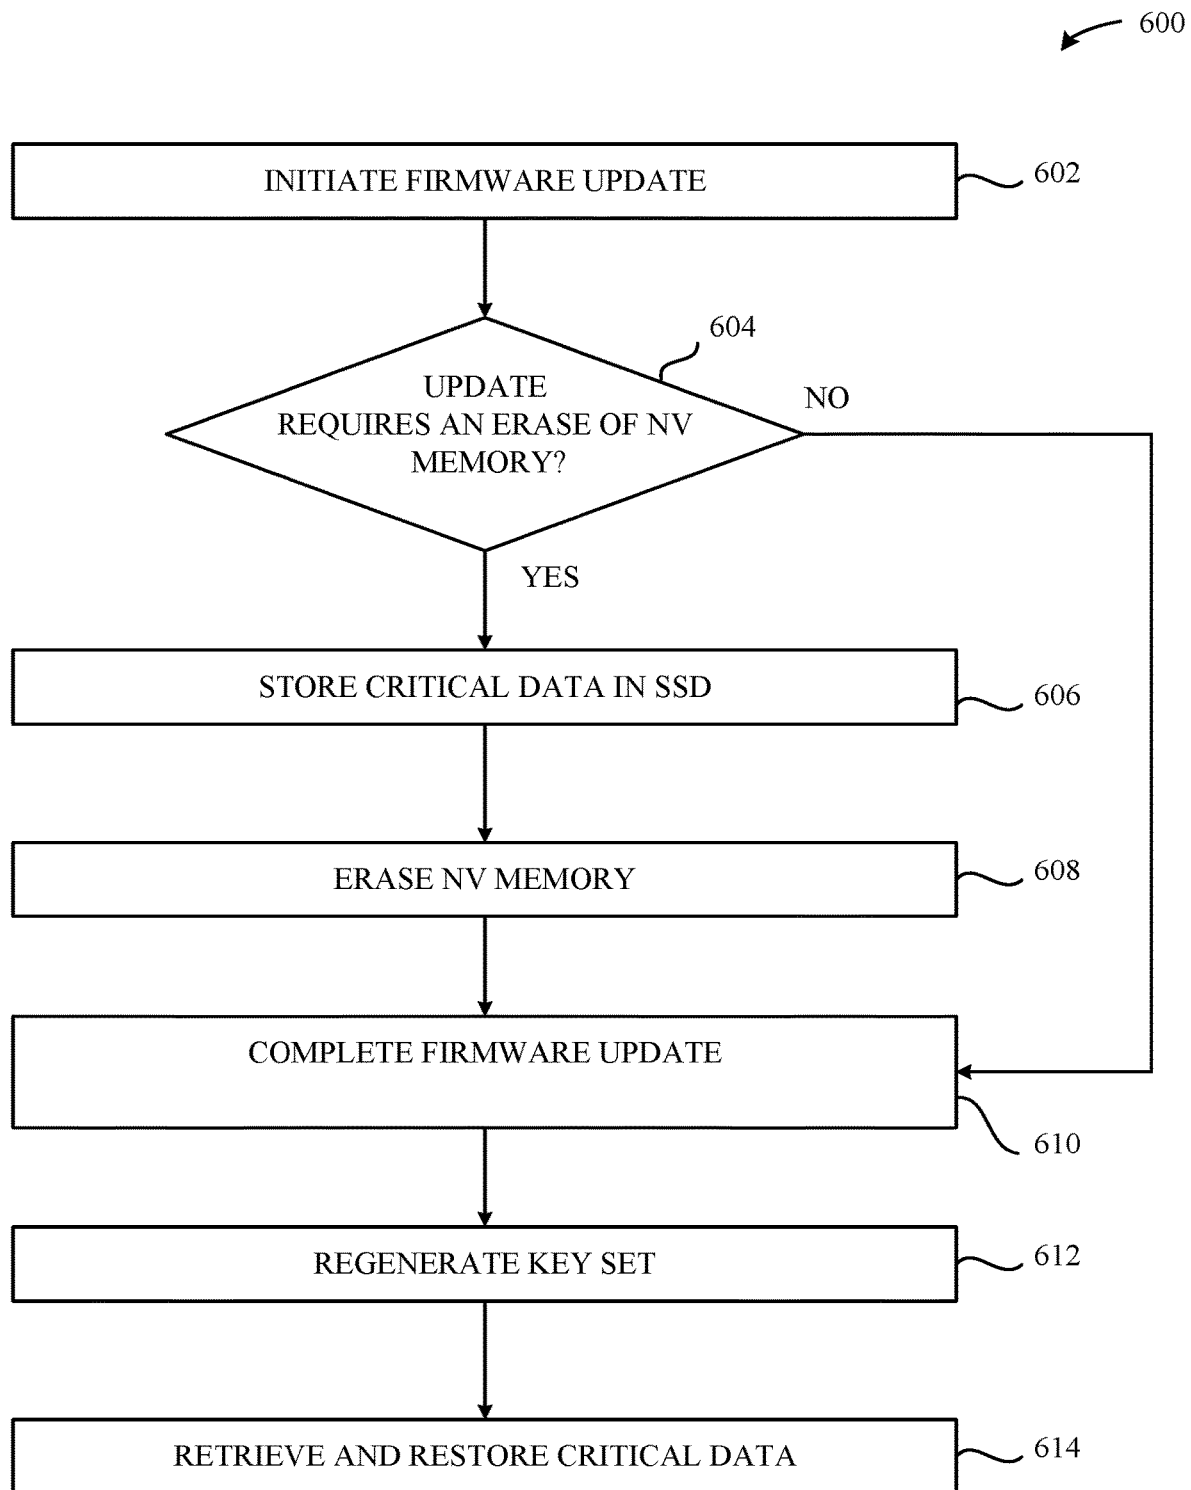 600
INITIATE FIRMWARE UPDATE
602
604
UPDATE
REQUIRES AN ERASE OF NV
MEMORY?
NO
YES
STORE CRITICAL DATA IN SSD
606
ERASE NV MEMORY
608
COMPLETE FIRMWARE UPDATE
610
REGENERATE KEY SET
612
RETRIEVE AND RESTORE CRITICAL DATA
614